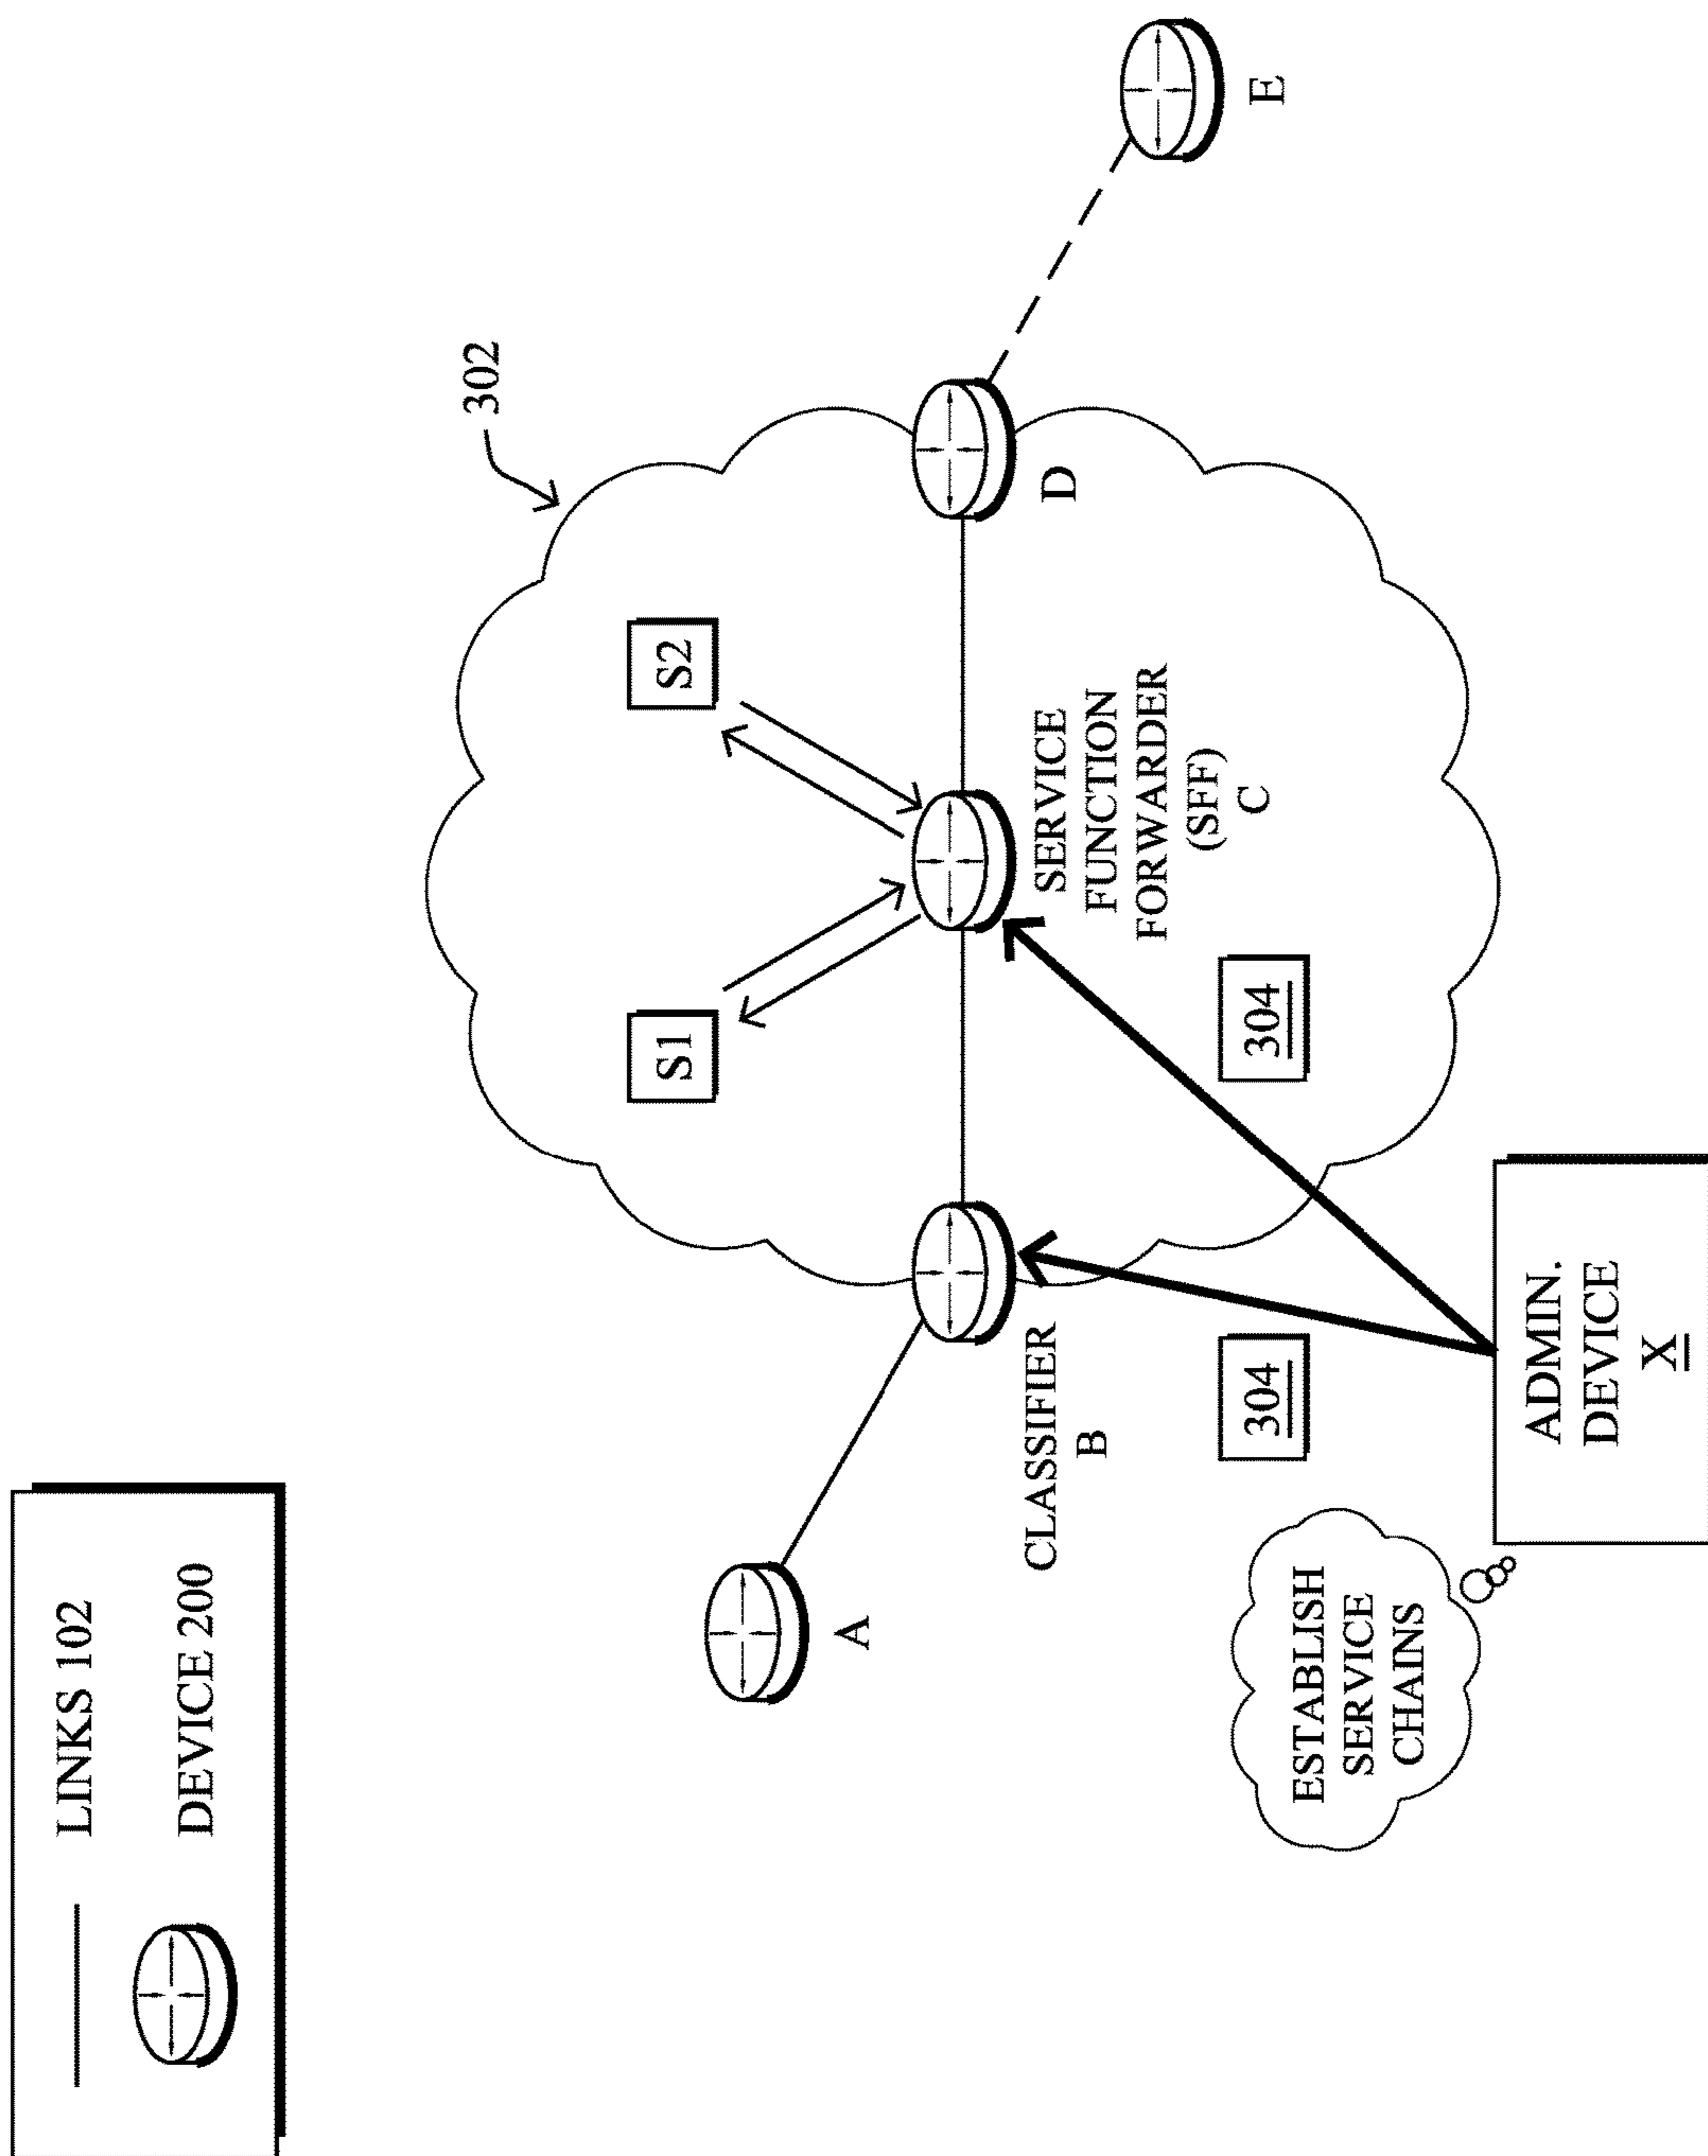 LINKS 102
DEVICE 200
302
S1
S2
A
CLASSIFIER
B
SERVICE
FUNCTION
FORWARDER
(SFF)
C
D
E
304
304
ESTABLISH
SERVICE
CHAINS
ADMIN.
DEVICE
X